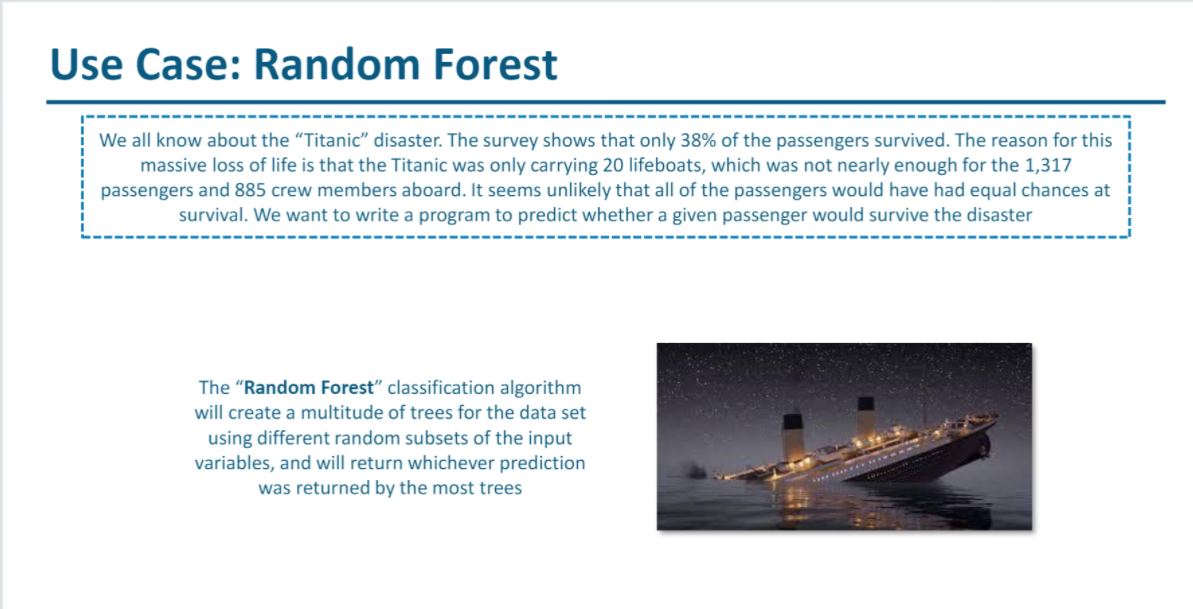 Use Case: Random Forest
We all know about the “Titanic” disaster. The survey shows that only 38% of the passengers survived. The reason for this
massive loss of life is that the Titanic was only carrying 20 lifeboats, which was not nearly enough for the 1,317
passengers and 885 crew members aboard. It seems unlikely that all of the passengers would have had equal chances at
survival. We want to write a program to predict whether a given passenger would survive the disaster
The “Random Forest” classification algorithm
will create a multitude of trees for the data set
using different random subsets of the input
variables, and will return whichever prediction
was returned by the most trees